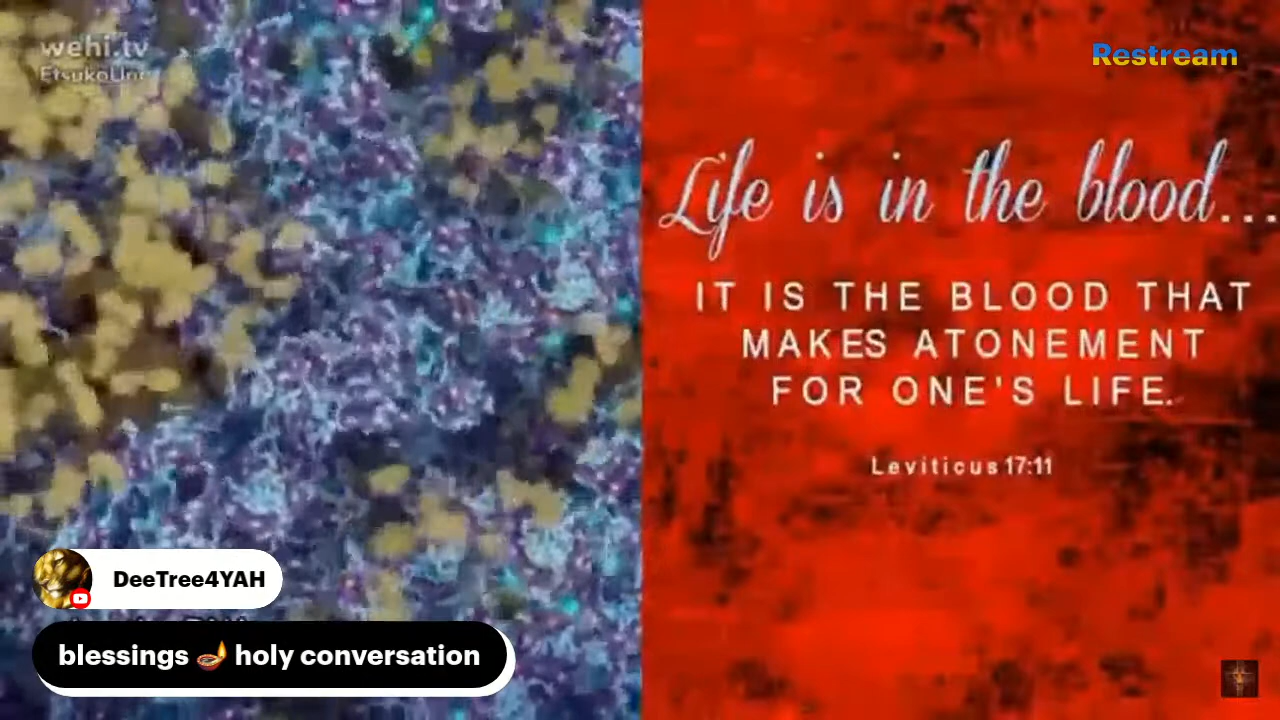 wehi.tv
EtsukoUno
Restream
Life is in the blood...
IT IS THE BLOOD THAT
MAKES ATONEMENT
FOR ONE'S LIFE.
Leviticus 17:11
DeeTree4YAH
blessings 🪔 holy conversation